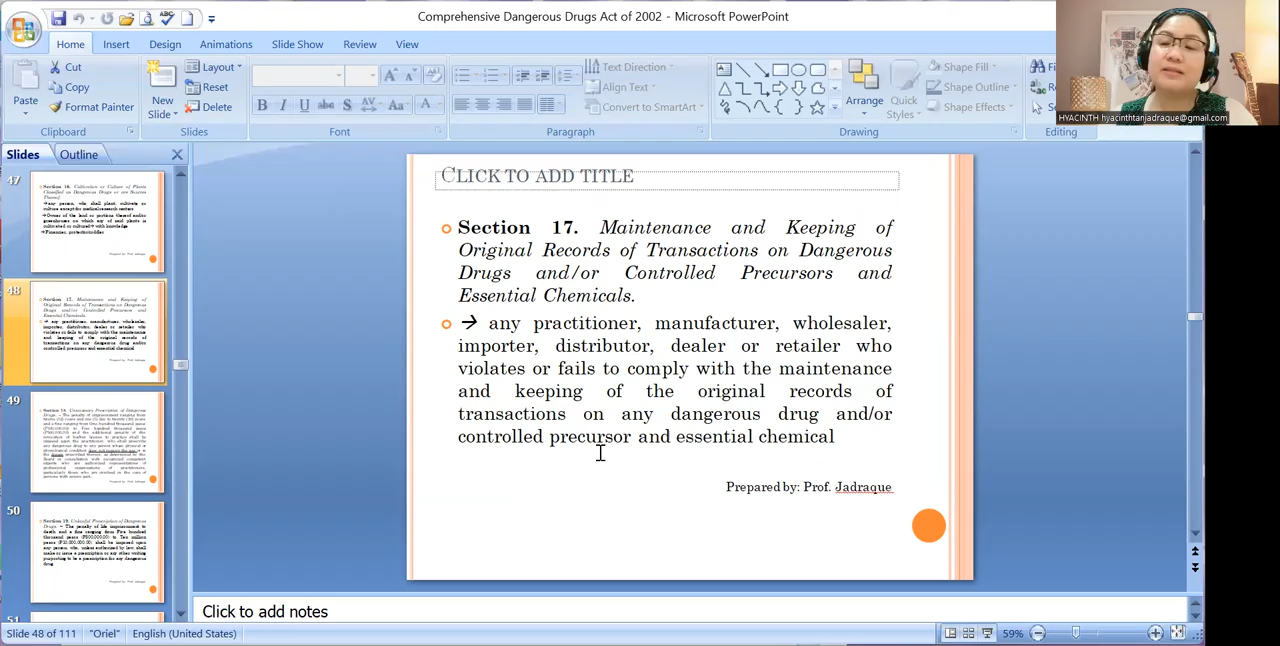 Comprehensive Dangerous Drugs Act of 2002 - Microsoft PowerPoint
Home Insert Design Animations Slide Show Review View
Paste
Cut
Copy
Format Painter
Clipboard
New
Slide
Layout
Reset
Delete
Slides
Font
Paragraph
Text Direction
Align Text
Convert to SmartArt
Arrange
Quick
Styles
Shape Fill
Shape Outline
Shape Effects
Drawing
Editing
HYACINTH hyacinthtanjadraque@gmail.com
Slides Outline
47
48
49
50
51
CLICK TO ADD TITLE
Section 17. Maintenance and Keeping of
Original Records of Transactions on Dangerous
Drugs and/or Controlled Precursors and
Essential Chemicals.
→ any practitioner, manufacturer, wholesaler,
importer, distributor, dealer or retailer who
violates or fails to comply with the maintenance
and keeping of the original records of
transactions on any dangerous drug and/or
controlled precursor and essential chemical
Prepared by: Prof. Jadraque
Click to add notes
Slide 48 of 111 "Oriel" English (United States) 59%